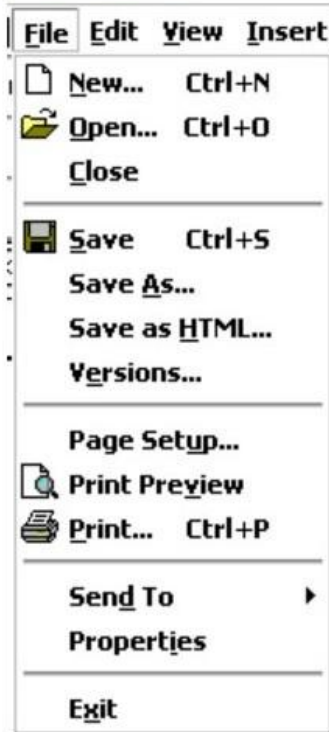 File Edit View Insert
New... Ctrl+N
Open... Ctrl+O
Close
Save Ctrl+S
Save As...
Save as HTML...
Versions...
Page Setup...
Print Preview
Print... Ctrl+P
Send To
Properties
Exit